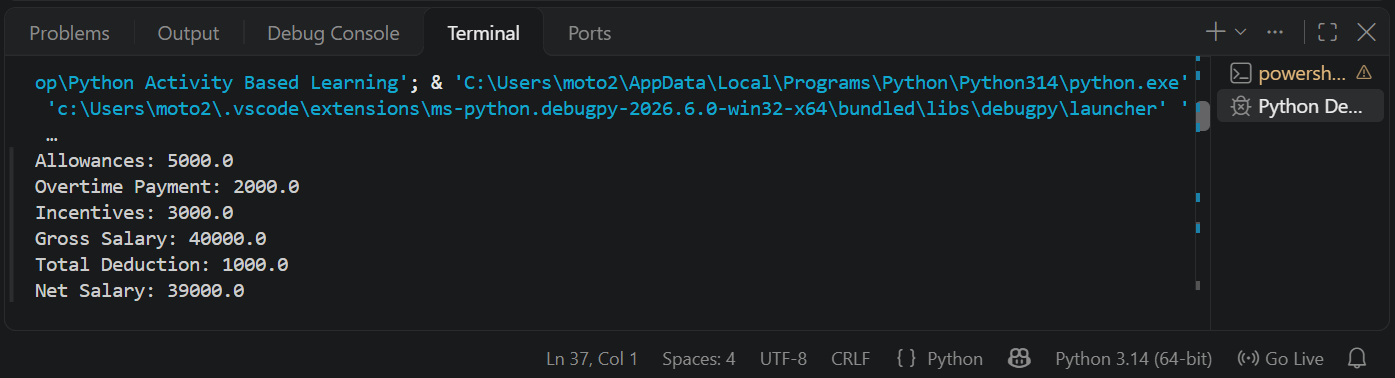 Problems Output Debug Console Terminal Ports
op\Python Activity Based Learning'; & 'C:\Users\moto2\AppData\Local\Programs\Python\Python314\python.exe'
'c:\Users\moto2\.vscode\extensions\ms-python.debugpy-2026.6.0-win32-x64\bundled\libs\debugpy\launcher' '
…
Allowances: 5000.0
Overtime Payment: 2000.0
Incentives: 3000.0
Gross Salary: 40000.0
Total Deduction: 1000.0
Net Salary: 39000.0
powersh...
Python De...
Ln 37, Col 1 Spaces: 4 UTF-8 CRLF {} Python Python 3.14 (64-bit) Go Live